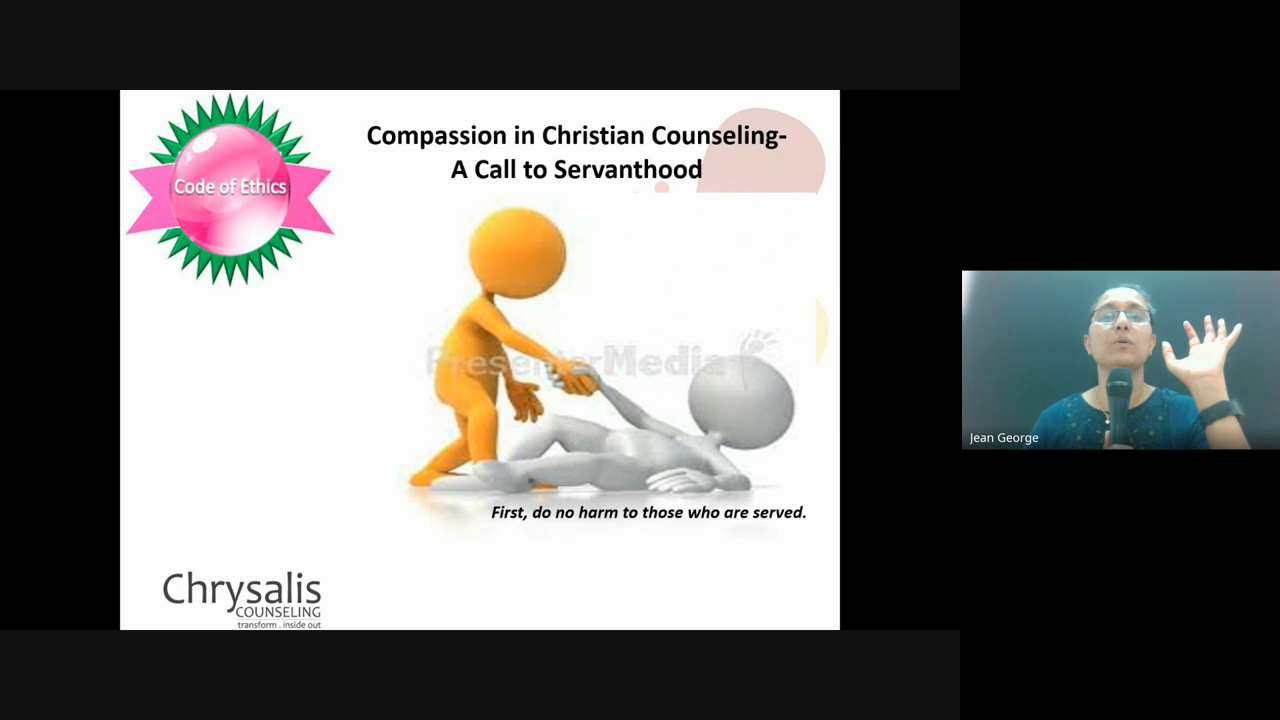 Code of Ethics
Compassion in Christian Counseling-
A Call to Servanthood
PresenterMedia
First, do no harm to those who are served.
Chrysalis
COUNSELING
transform . inside out
Jean George